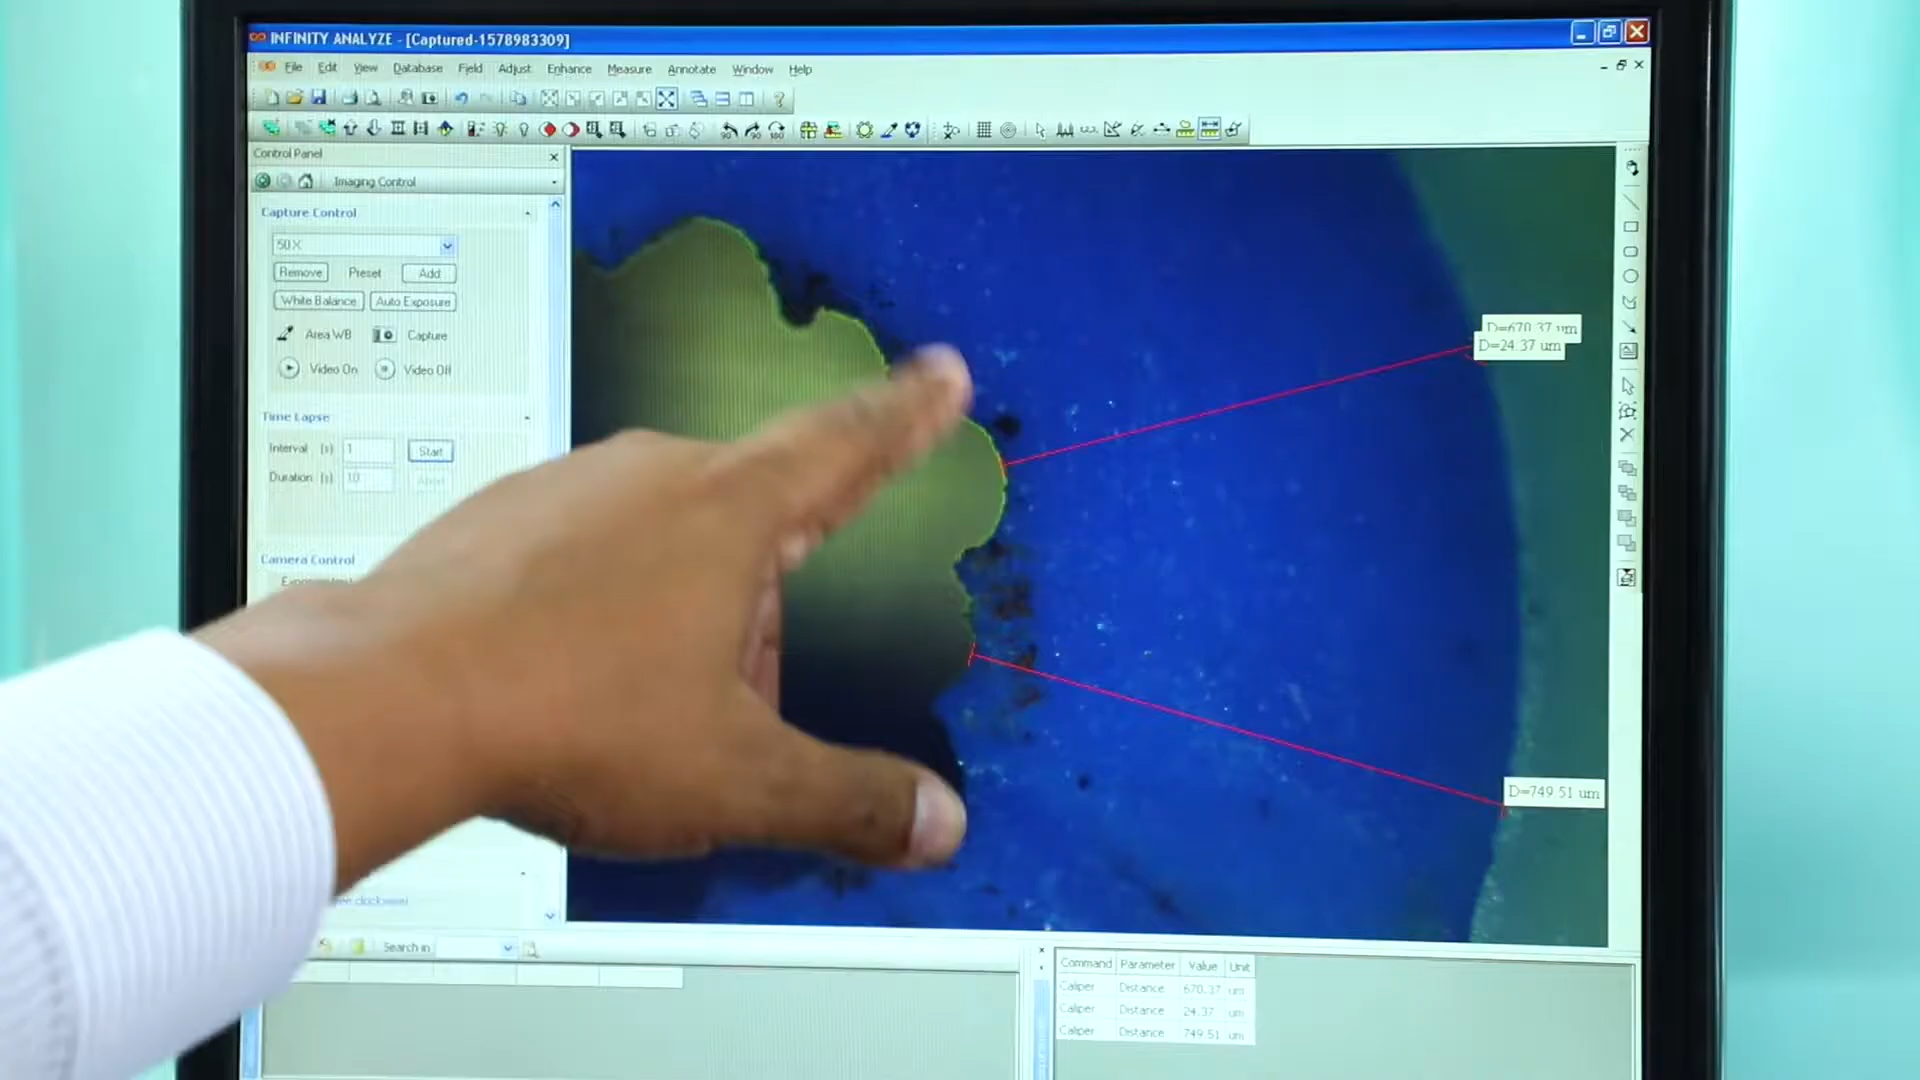 INFINITY ANALYZE - [Captured-1578983309]
File Edit View Database Field Adjust Enhance Measure Annotate Window Help
Control Panel
Imaging Control
Capture Control
50X
Remove Preset Add
White Balance Auto Exposure
Area WB Capture
Video On Video Off
Time Lapse
Interval (s) 1 Start
Duration (s) 10 Abort
Camera Control
D=670.37 um
D=24.37 um
D=749.51 um
Search in
Command Parameter Value Unit
Caliper Distance 670.37 um
Caliper Distance 24.37 um
Caliper Distance 749.51 um